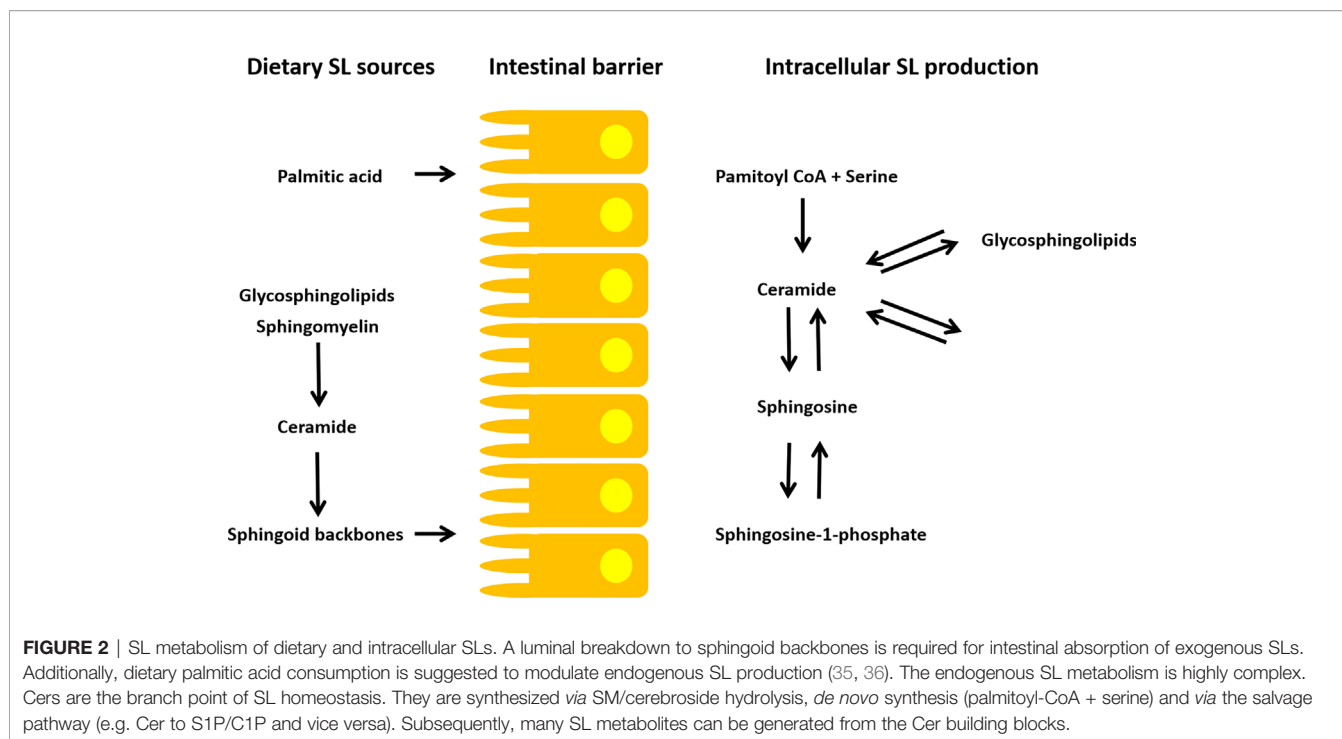 Dietary SL sources
Intestinal barrier
Intracellular SL production
Palmitic acid
Glycosphingolipids
Sphingomyelin
Ceramide
Sphingoid backbones
Pamitoyl CoA + Serine
Glycosphingolipids
Ceramide
Sphingosine
Sphingosine-1-phosphate
FIGURE 2 | SL metabolism of dietary and intracellular SLs. A luminal breakdown to sphingoid backbones is required for intestinal absorption of exogenous SLs.
Additionally, dietary palmitic acid consumption is suggested to modulate endogenous SL production (35, 36). The endogenous SL metabolism is highly complex.
Cers are the branch point of SL homeostasis. They are synthesized via SM/cerebroside hydrolysis, de novo synthesis (palmitoyl-CoA + serine) and via the salvage
pathway (e.g. Cer to S1P/C1P and vice versa). Subsequently, many SL metabolites can be generated from the Cer building blocks.